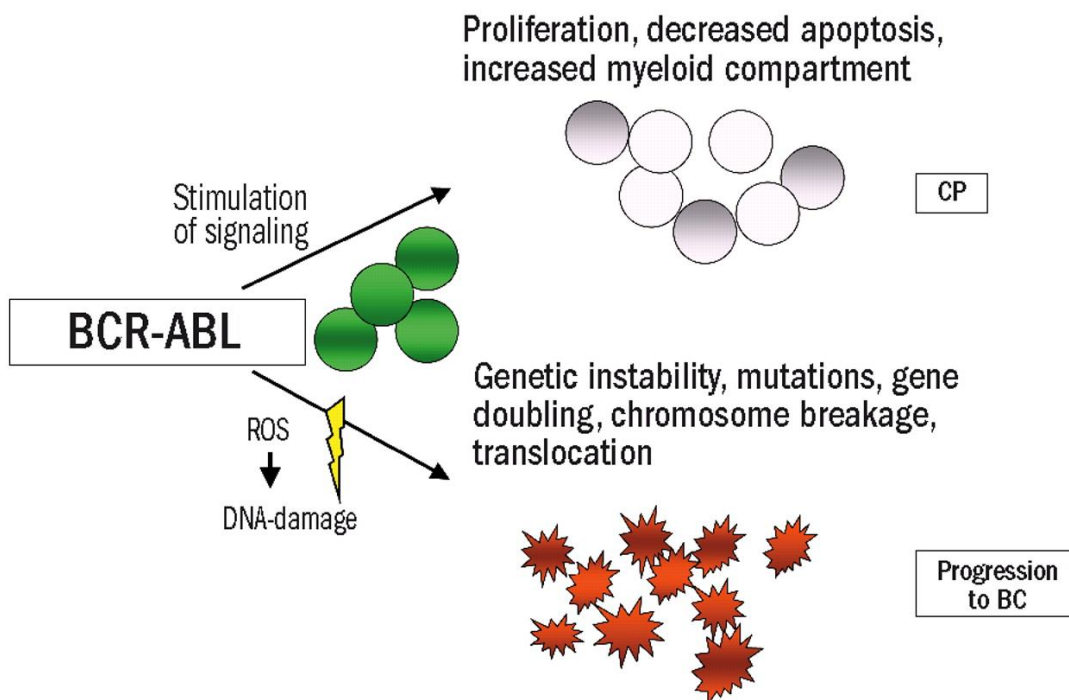 Proliferation, decreased apoptosis,
increased myeloid compartment
CP
Stimulation
of signaling
BCR-ABL
Genetic instability, mutations, gene
doubling, chromosome breakage,
translocation
ROS
DNA-damage
Progression
to BC